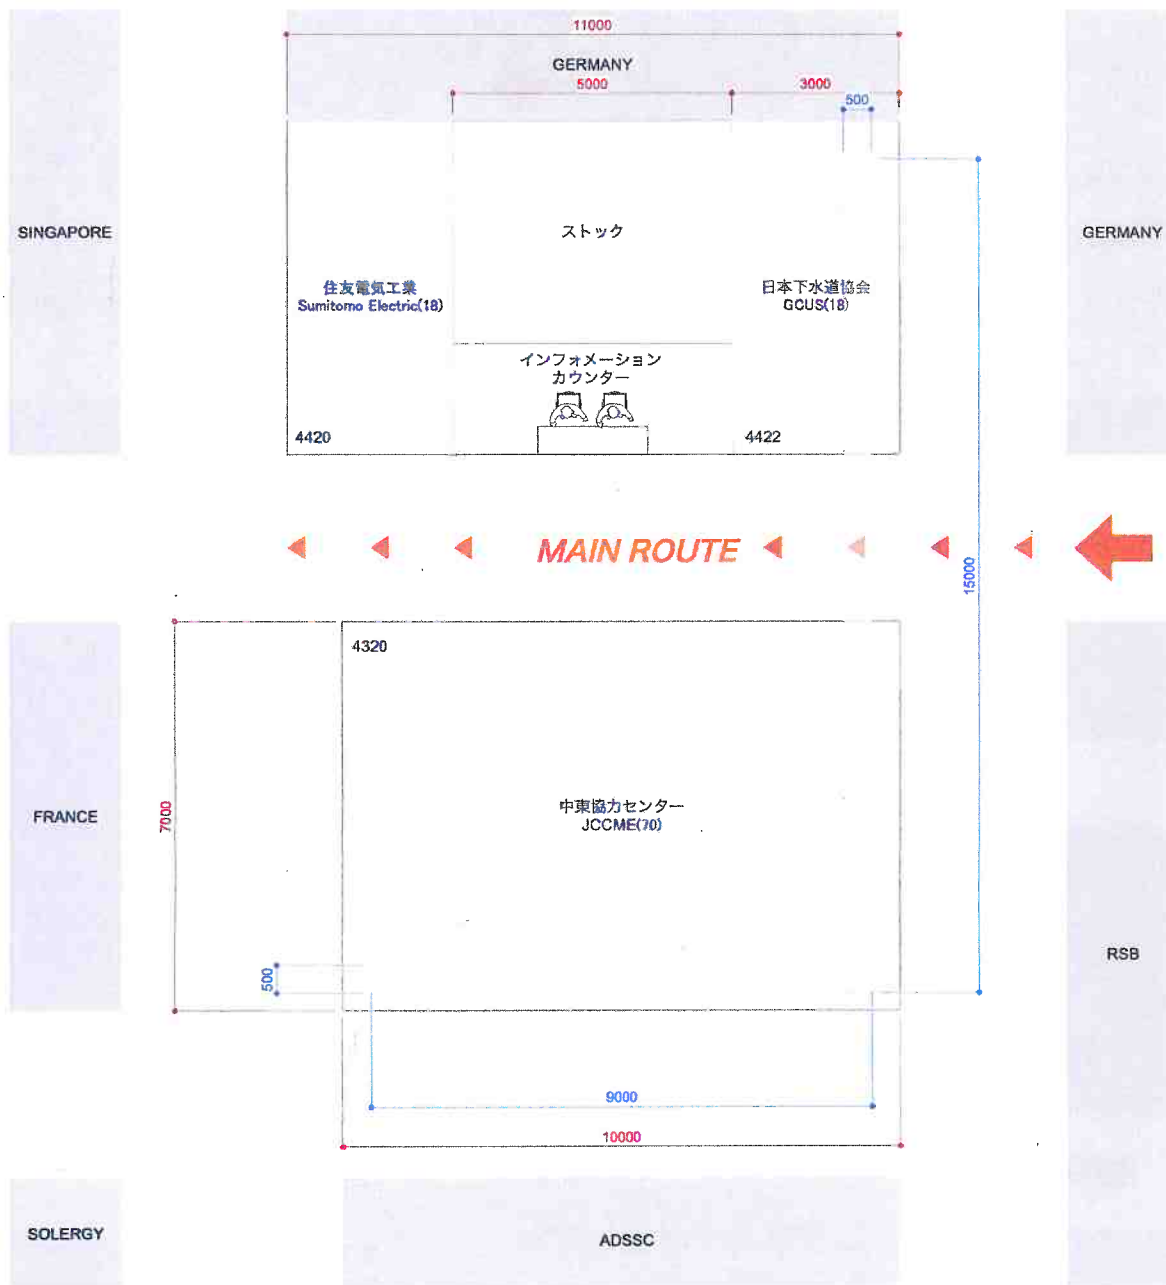 11000
GERMANY
5000
3000
500
SINGAPORE
ストック
GERMANY
住友電気工業
Sumitomo Electric(18)
日本下水道協会
GCUS(18)
インフォメーション
カウンター
4420
4422
MAIN ROUTE
15000
4320
FRANCE
7000
中東協力センター
JCCME(70)
RSB
500
9000
10000
SOLERGY
ADSSC